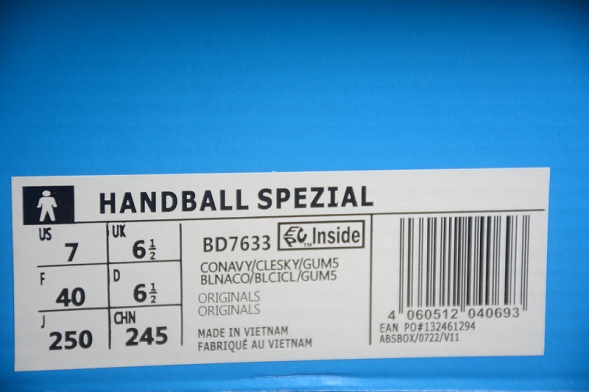 HANDBALL SPEZIAL
US 7 UK 6½
F 40 D 6½
J 250 CHN 245
BD7633 Inside
TM
CONAVY/CLESKY/GUM5
BLNACO/BLCICL/GUM5
ORIGINALS
ORIGINALS
MADE IN VIETNAM
FABRIQUÉ AU VIETNAM
4 060512 040693
EAN PO#132461294
ABSBOX/0722/V11